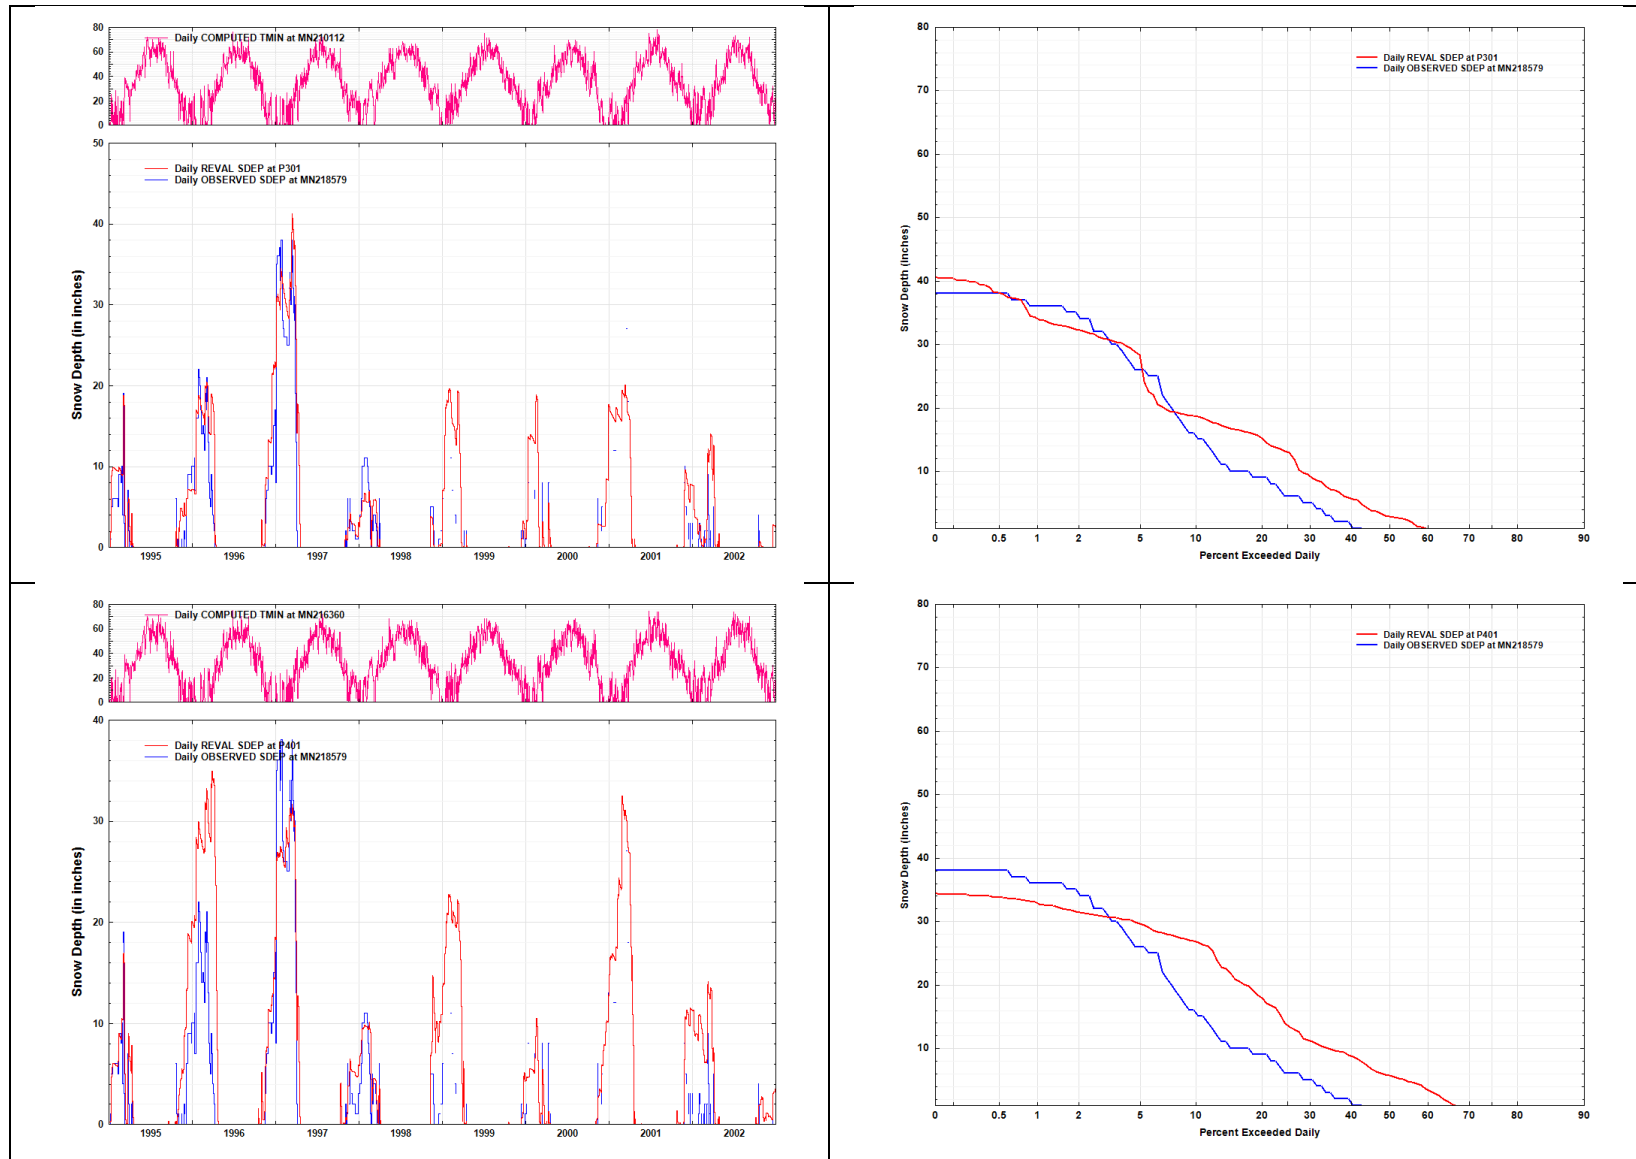 80
60
40
20
0
Daily COMPUTED TMIN at MN210112
50
40
30
20
10
0
Snow Depth (in inches)
Daily REVAL SDEP at P301
Daily OBSERVED SDEP at MN218579
1995 1996 1997 1998 1999 2000 2001 2002
80
70
60
50
40
30
20
10
Snow Depth (inches)
Daily REVAL SDEP at P301
Daily OBSERVED SDEP at MN218579
0 0.5 1 2 5 10 20 30 40 50 60 70 80 90
Percent Exceeded Daily
80
60
40
20
0
Daily COMPUTED TMIN at MN216360
40
30
20
10
0
Snow Depth (in inches)
Daily REVAL SDEP at P401
Daily OBSERVED SDEP at MN218579
1995 1996 1997 1998 1999 2000 2001 2002
80
70
60
50
40
30
20
10
Snow Depth (inches)
Daily REVAL SDEP at P401
Daily OBSERVED SDEP at MN218579
0 0.5 1 2 5 10 20 30 40 50 60 70 80 90
Percent Exceeded Daily